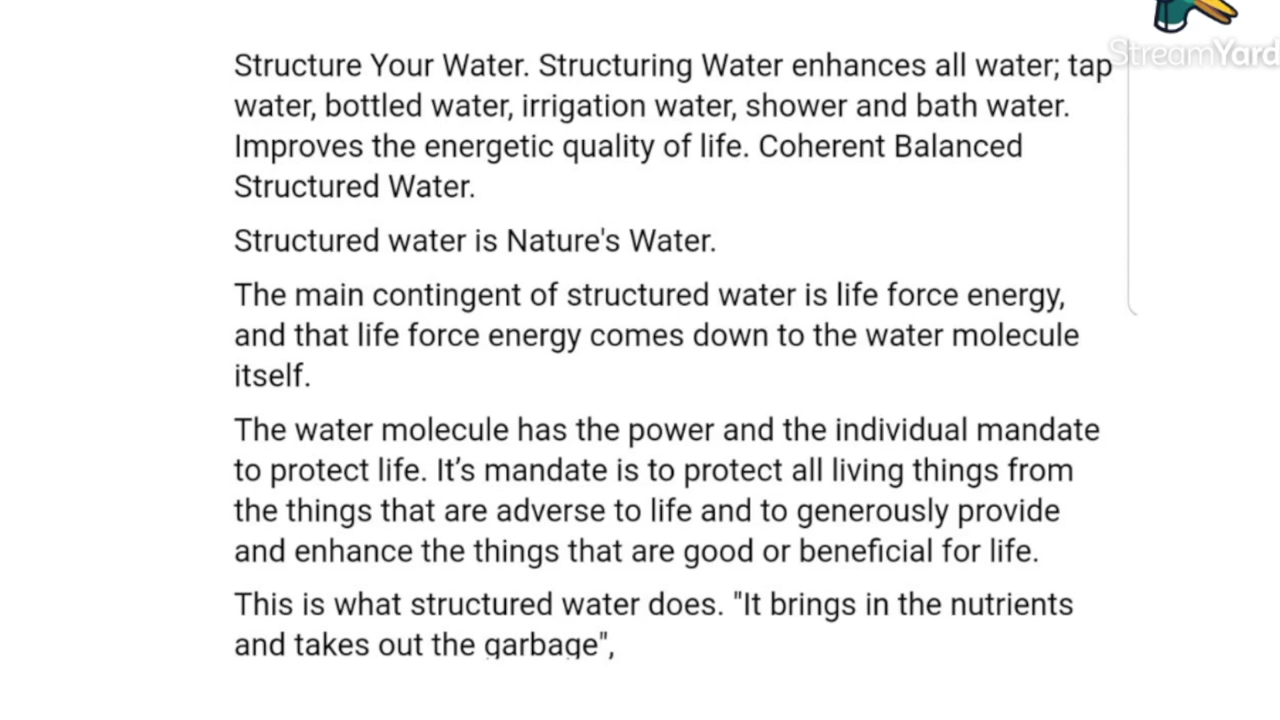 StreamYard
Structure Your Water. Structuring Water enhances all water; tap
water, bottled water, irrigation water, shower and bath water.
Improves the energetic quality of life. Coherent Balanced
Structured Water.
Structured water is Nature's Water.
The main contingent of structured water is life force energy,
and that life force energy comes down to the water molecule
itself.
The water molecule has the power and the individual mandate
to protect life. It’s mandate is to protect all living things from
the things that are adverse to life and to generously provide
and enhance the things that are good or beneficial for life.
This is what structured water does. "It brings in the nutrients
and takes out the garbage",